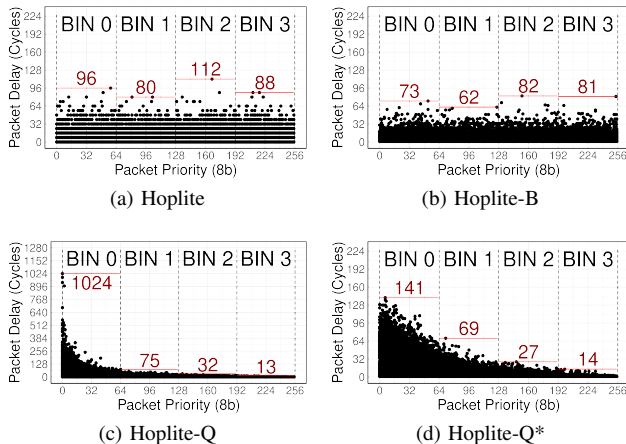 Packet Delay (Cycles)
224
192
160
128
96
64
32
0
BIN 0 BIN 1 BIN 2 BIN 3
96 80 112 88
0 32 64 96 128 160 192 224 256
Packet Priority (8b)
(a) Hoplite
Packet Delay (Cycles)
224
192
160
128
96
64
32
0
BIN 0 BIN 1 BIN 2 BIN 3
73 62 82 81
0 32 64 96 128 160 192 224 256
Packet Priority (8b)
(b) Hoplite-B
Packet Delay (Cycles)
1280
1152
1024
896
768
640
512
384
256
128
0
BIN 0 BIN 1 BIN 2 BIN 3
1024 75 32 13
0 32 64 96 128 160 192 224 256
Packet Priority (8b)
(c) Hoplite-Q
Packet Delay (Cycles)
224
192
160
128
96
64
32
0
BIN 0 BIN 1 BIN 2 BIN 3
141 69 27 14
0 32 64 96 128 160 192 224 256
Packet Priority (8b)
(d) Hoplite-Q*